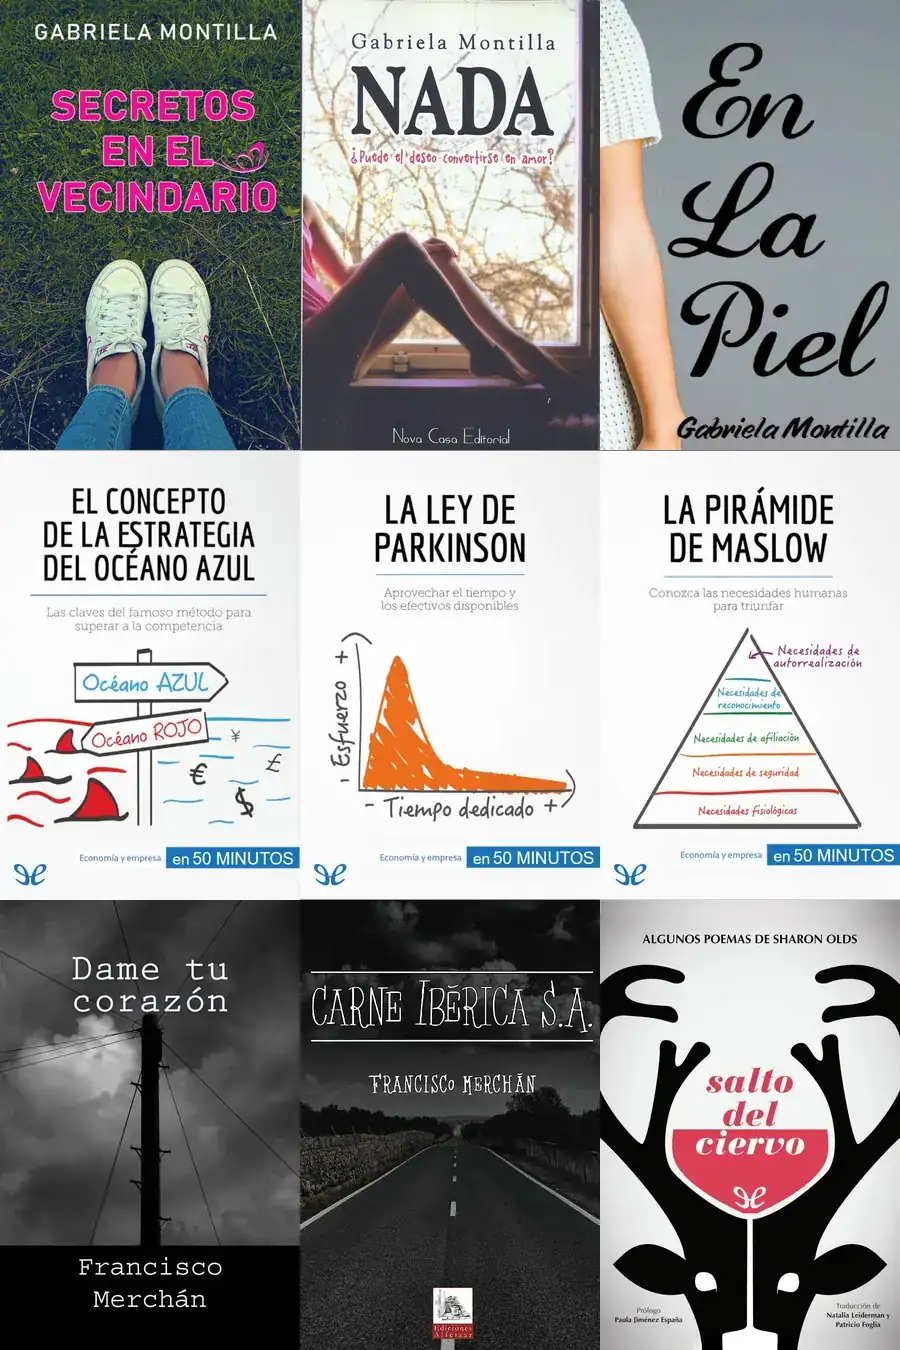 GABRIELA MONTILLA
SECRETOS
EN EL
VECINDARIO
Gabriela Montilla
NADA
¿Puede el deseo convertirse en amor?
Nova Casa Editorial
En
La
Piel
Gabriela Montilla
EL CONCEPTO
DE LA ESTRATEGIA
DEL OCÉANO AZUL
Las claves del famoso método para
superar a la competencia
Océano AZUL
Océano ROJO
¥
€
£
$
Economía y empresa
en 50 MINUTOS
LA LEY DE
PARKINSON
Aprovechar el tiempo y
los efectivos disponibles
- Esfuerzo +
- Tiempo dedicado +
Economía y empresa
en 50 MINUTOS
LA PIRÁMIDE
DE MASLOW
Conozca las necesidades humanas
para triunfar
Necesidades de
autorrealización
Necesidades de
reconocimiento
Necesidades de afiliación
Necesidades de seguridad
Necesidades fisiológicas
Economía y empresa
en 50 MINUTOS
Dame tu
corazón
Francisco
Merchán
CARNE IBÉRICA S.A.
FRANCISCO MERCHÁN
Ediciones
Alféizar
ALGUNOS POEMAS DE SHARON OLDS
salto
del
ciervo
Prólogo
Paula Jiménez España
Traducción de
Natalia Leiderman y
Patricio Foglia